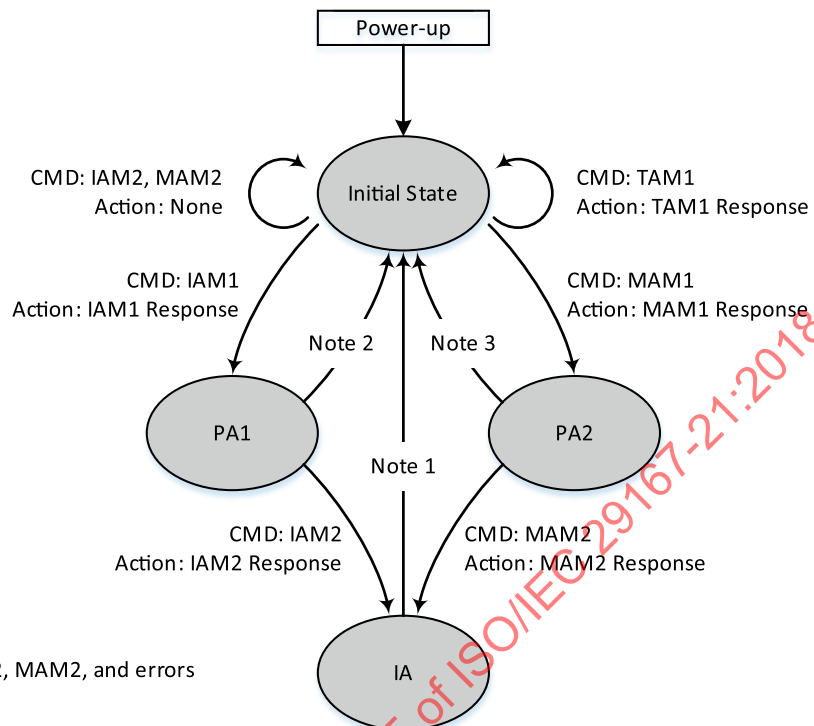 Power-up
CMD: IAM2, MAM2
Action: None
Initial State
CMD: TAM1
Action: TAM1 Response
CMD: IAM1
Action: IAM1 Response
CMD: MAM1
Action: MAM1 Response
Note 2
Note 3
PA1
PA2
Note 1
CMD: IAM2
Action: IAM2 Response
CMD: MAM2
Action: MAM2 Response
IA
MAM2, and errors
of ISO/IEC 29167-21:2018